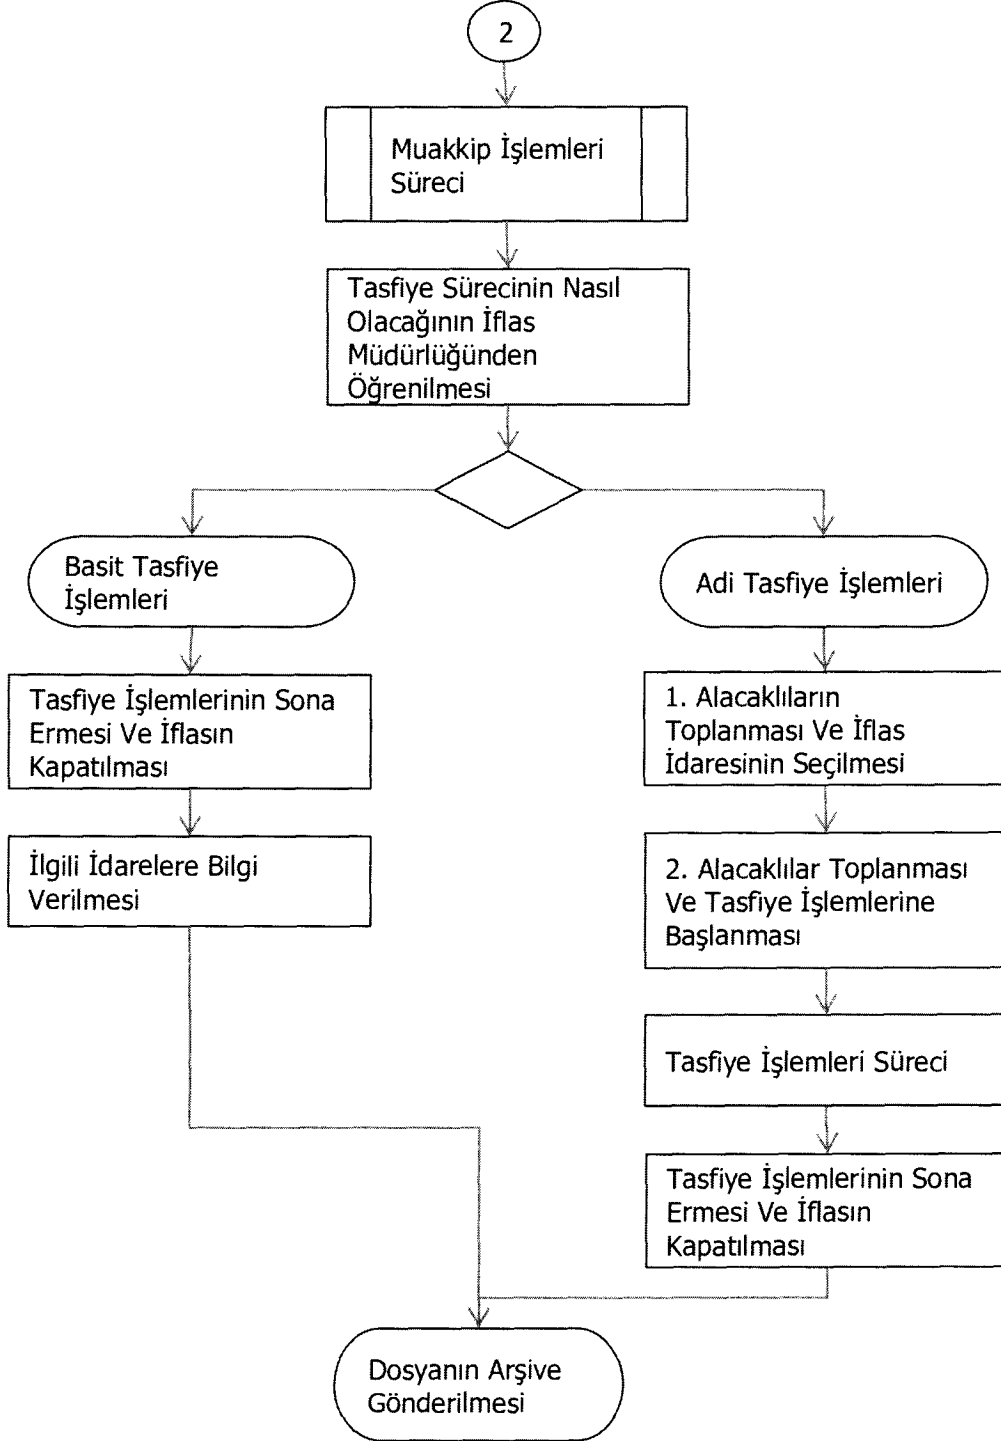 2
Muakkip İşlemleri
Süreci
Tasfiye Sürecinin Nasıl
Olacağının İflas
Müdürlüğünden
Öğrenilmesi
Basit Tasfiye
İşlemleri
Tasfiye İşlemlerinin Sona
Ermesi Ve İflasın
Kapatılması
İlgili İdarelere Bilgi
Verilmesi
Adi Tasfiye İşlemleri
1. Alacaklıların
Toplanması Ve İflas
İdaresinin Seçilmesi
2. Alacaklılar Toplanması
Ve Tasfiye İşlemlerine
Başlanması
Tasfiye İşlemleri Süreci
Tasfiye İşlemlerinin Sona
Ermesi Ve İflasın
Kapatılması
Dosyanın Arşive
Gönderilmesi